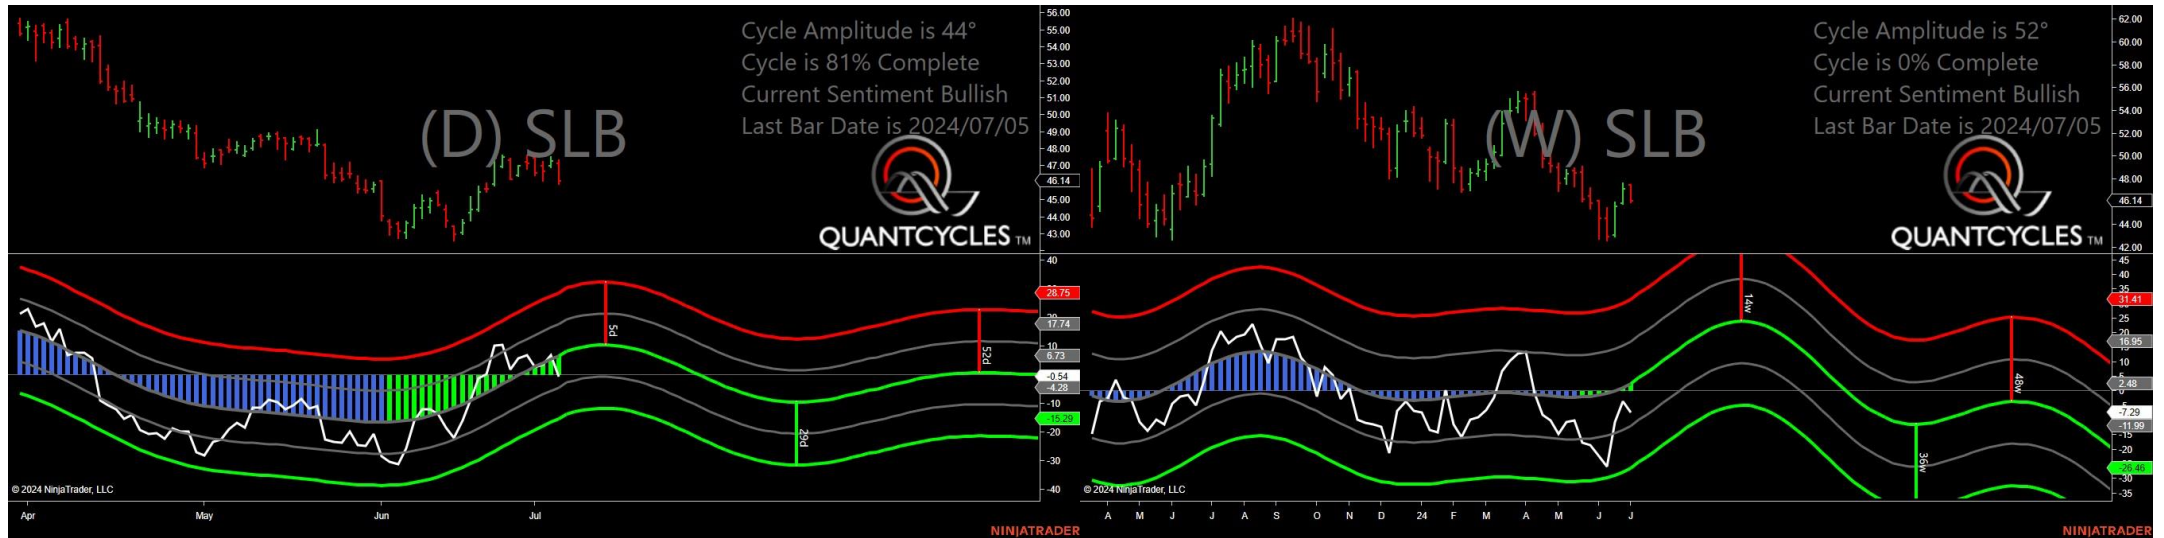 Cycle Amplitude is 44°
Cycle is 81% Complete
Current Sentiment Bullish
Last Bar Date is 2024/07/05
(D) SLB
QUANTCYCLES TM
56.00
55.00
54.00
53.00
52.00
51.00
50.00
49.00
48.00
47.00
46.14
45.00
44.00
43.00
40
28.75
17.74
10
6.73
-0.54
-4.28
-10
-15.29
-20
-30
-40
5d
29d
52d
© 2024 NinjaTrader, LLC
Apr May Jun Jul
NINJATRADER
Cycle Amplitude is 52°
Cycle is 0% Complete
Current Sentiment Bullish
Last Bar Date is 2024/07/05
(W) SLB
QUANTCYCLES TM
62.00
60.00
58.00
56.00
54.00
52.00
50.00
48.00
46.14
44.00
42.00
45
40
35
31.41
25
20
16.95
10
5
2.48
-7.29
-11.99
-15
-20
-26.46
-30
-35
14w
36w
48w
© 2024 NinjaTrader, LLC
A M J J A S O N D 24 F M A M J J
NINJATRADER